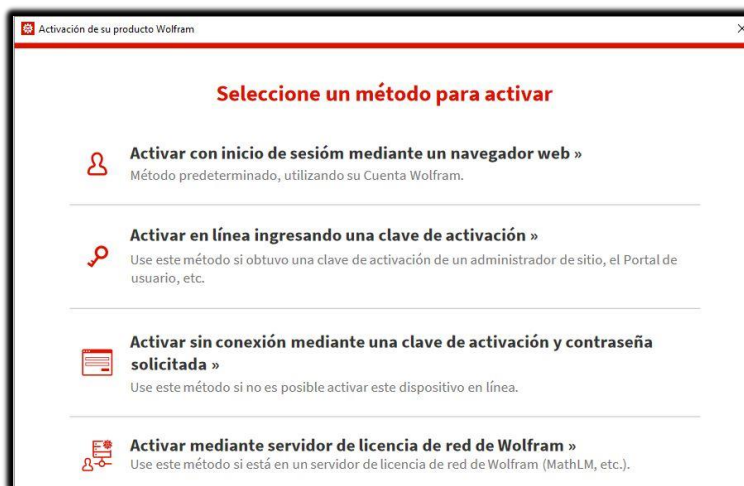 Activación de su producto Wolfram
Seleccione un método para activar
Activar con inicio de sesióm mediante un navegador web »
Método predeterminado, utilizando su Cuenta Wolfram.
Activar en línea ingresando una clave de activación »
Use este método si obtuvo una clave de activación de un administrador de sitio, el Portal de
usuario, etc.
Activar sin conexión mediante una clave de activación y contraseña
solicitada »
Use este método si no es posible activar este dispositivo en línea.
Activar mediante servidor de licencia de red de Wolfram »
Use este método si está en un servidor de licencia de red de Wolfram (MathLM, etc.).